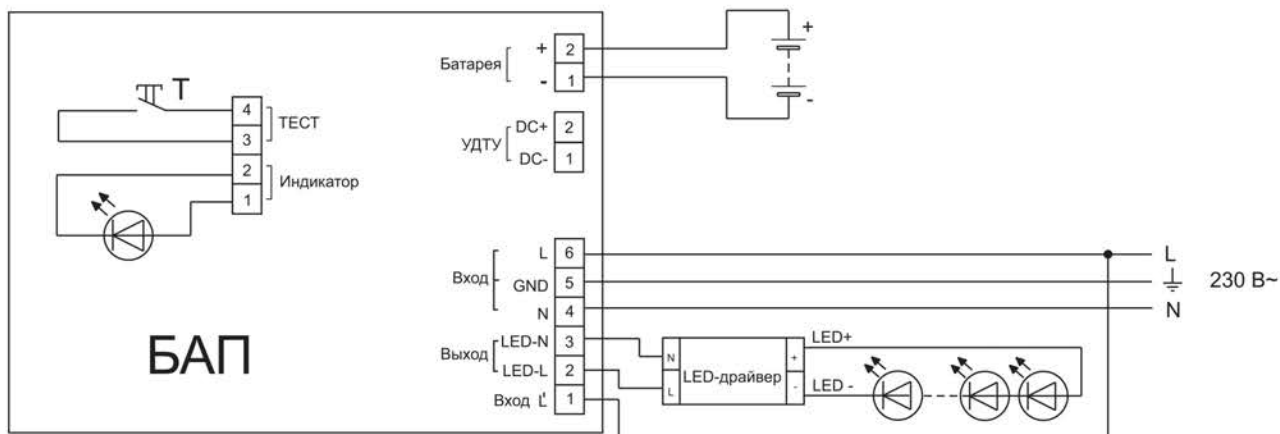 T
4
3
ТЕСТ
2
1
Индикатор
БАП
Батарея
+ 2
- 1
+
-
УДТУ
DC+ 2
DC- 1
Вход
L 6
GND 5
N 4
L
N
230 В~
Выход
LED-N 3
LED-L 2
Вход L' 1
N
L
LED-драйвер
+
-
LED+
LED -